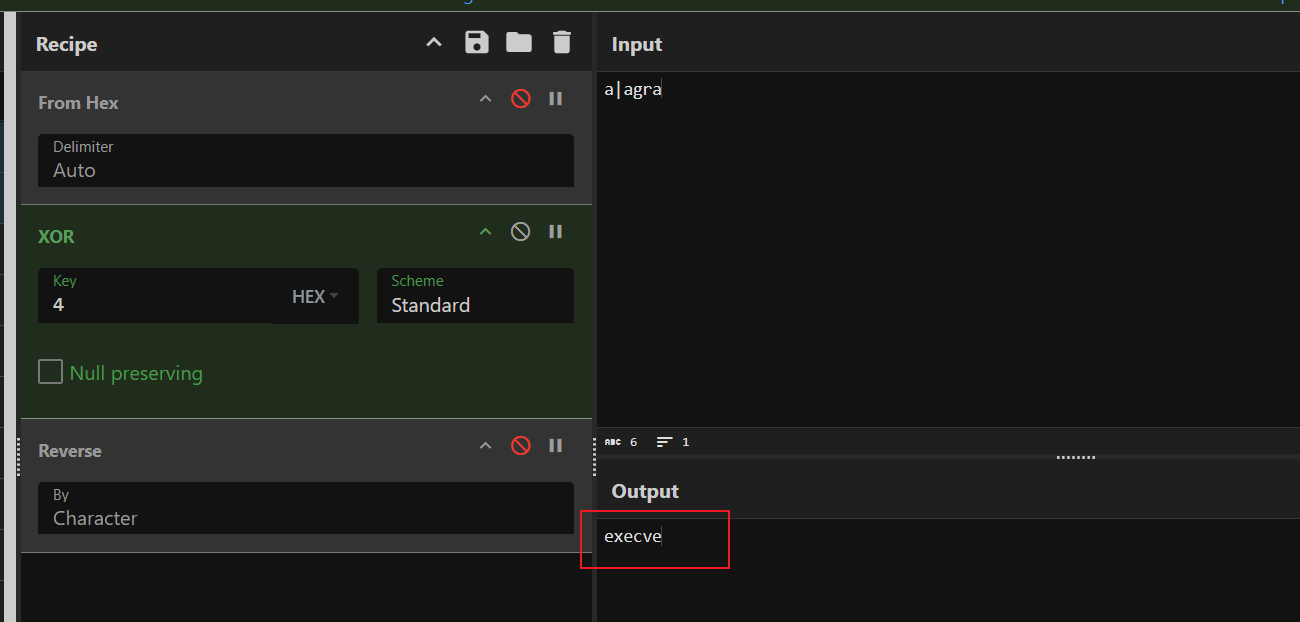 Recipe
From Hex
Delimiter
Auto
XOR
Key
4
HEX
Scheme
Standard
Null preserving
Reverse
By
Character
Input
a|agra
ABC 6 1
Output
execve